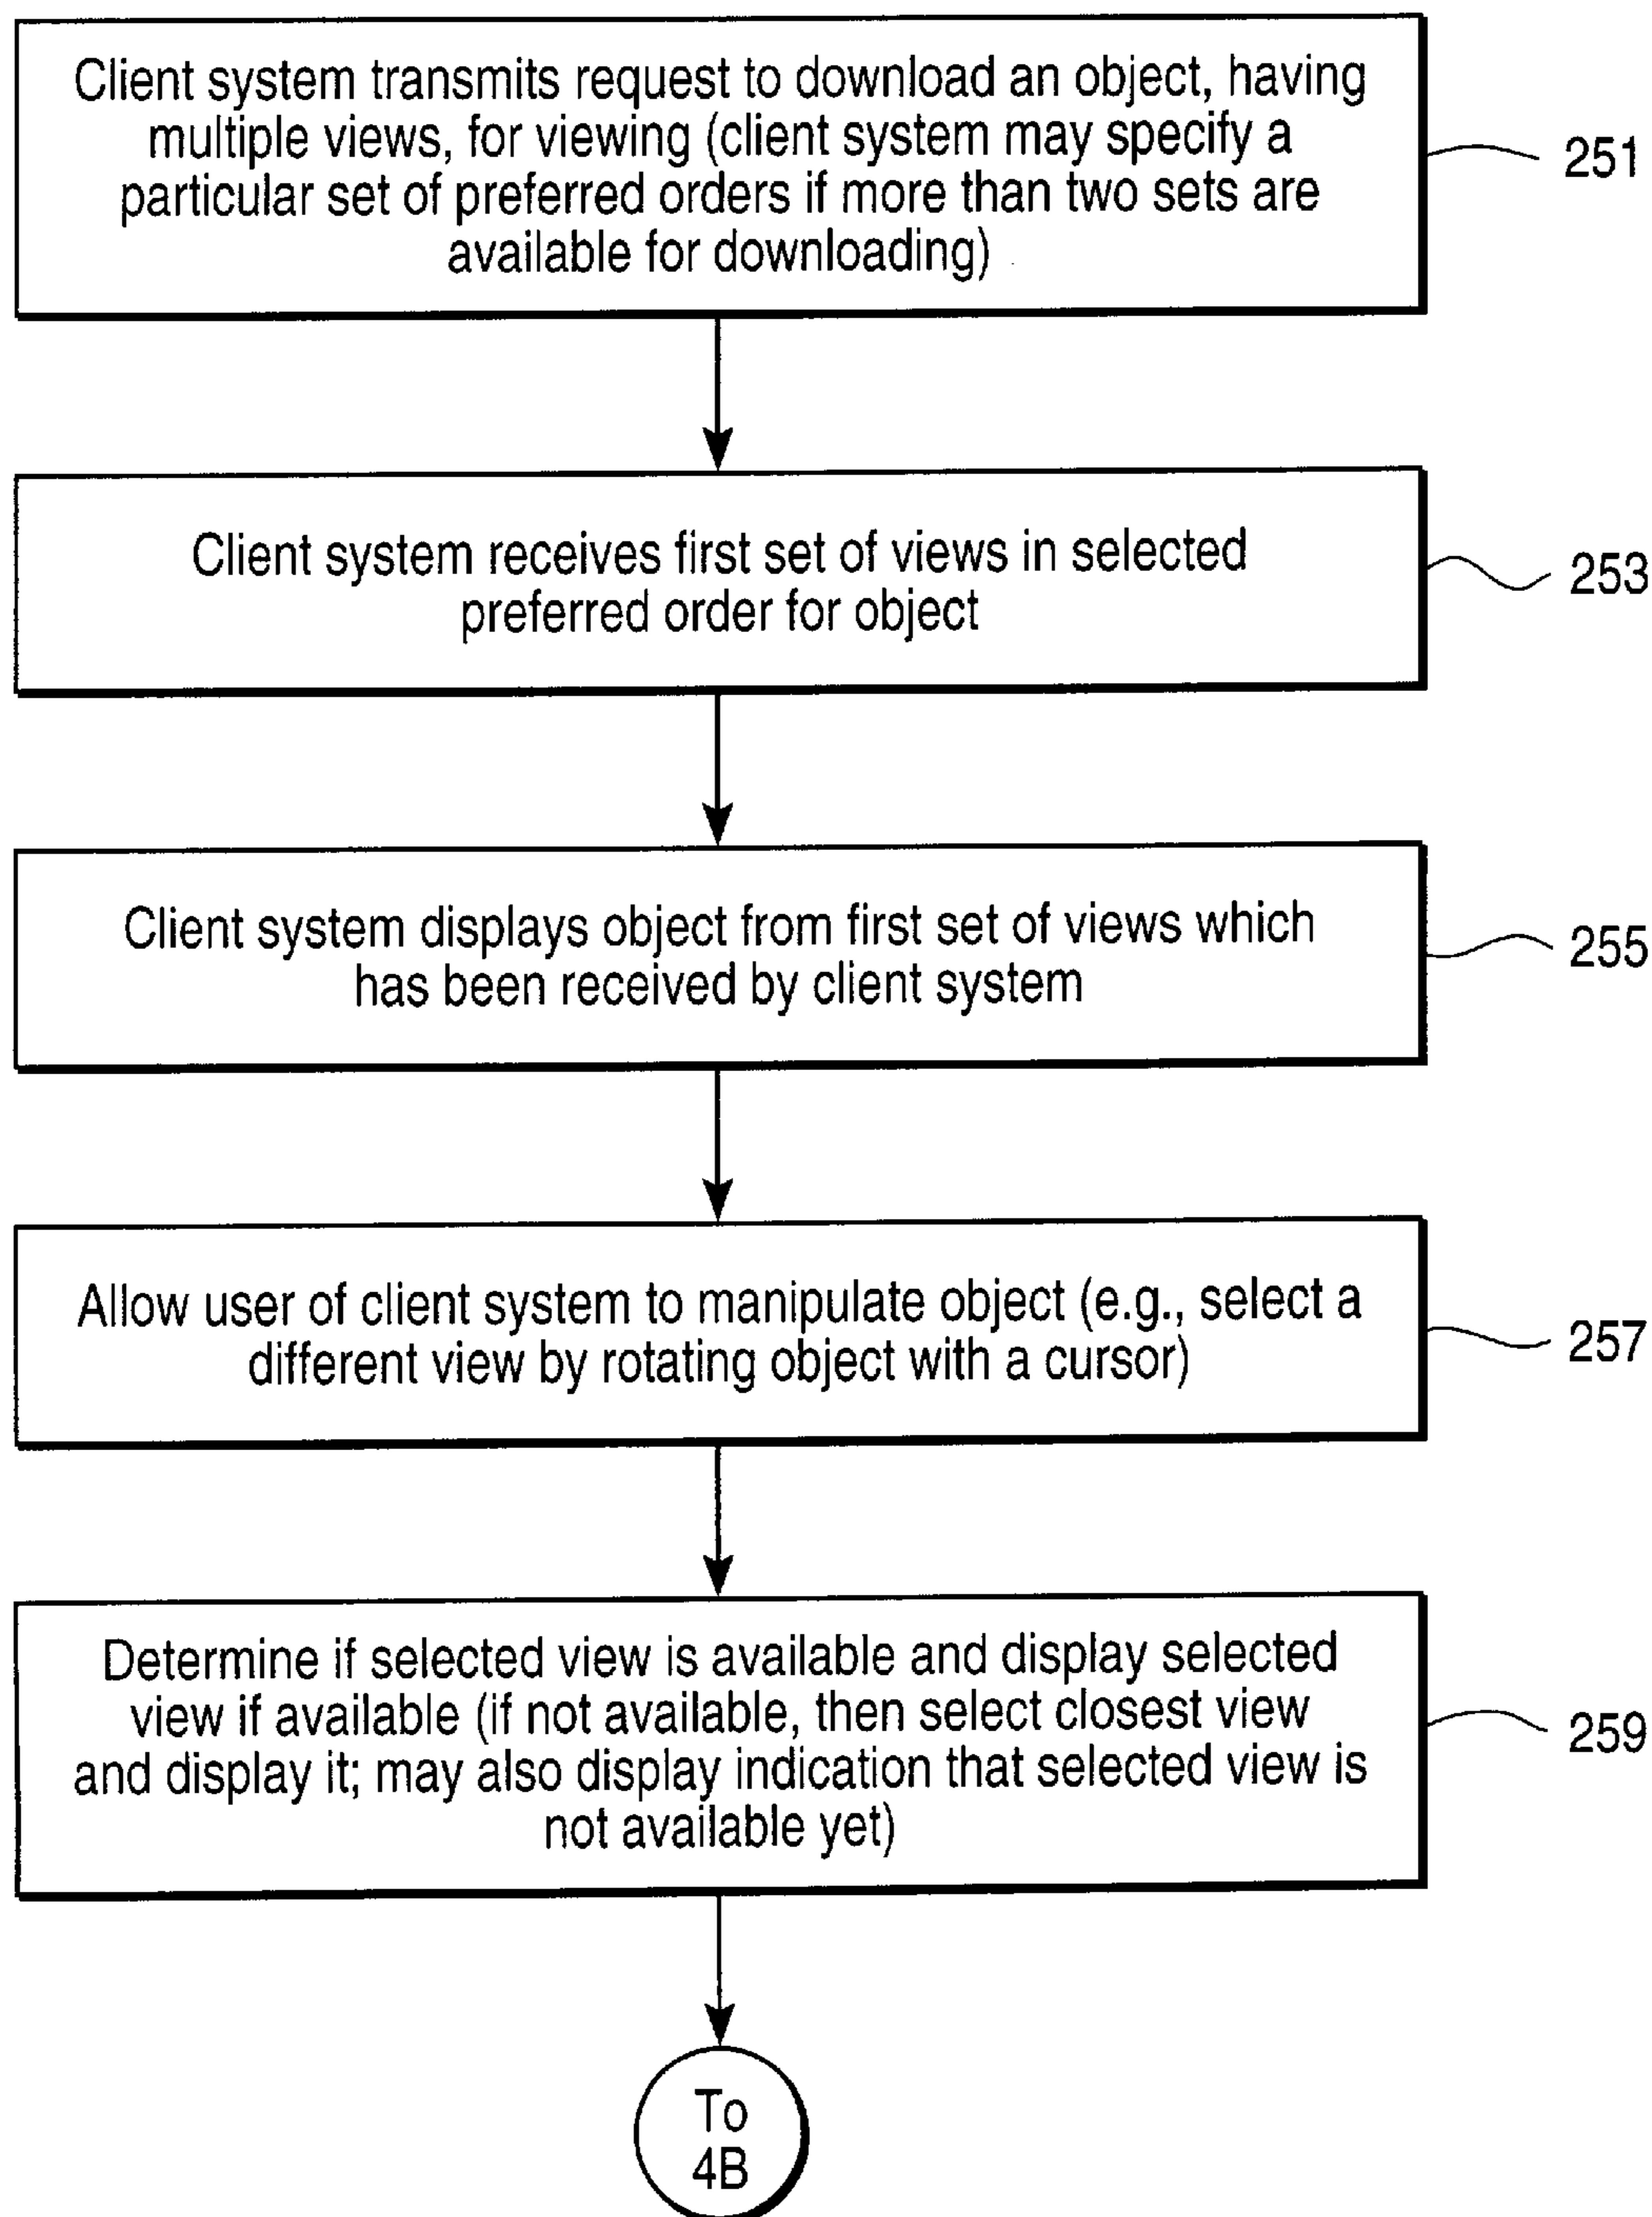 Client system transmits request to download an object, having
multiple views, for viewing (client system may specify a
particular set of preferred orders if more than two sets are
available for downloading)
251
Client system receives first set of views in selected
preferred order for object
253
Client system displays object from first set of views which
has been received by client system
255
Allow user of client system to manipulate object (e.g., select a
different view by rotating object with a cursor)
257
Determine if selected view is available and display selected
view if available (if not available, then select closest view
and display it; may also display indication that selected view is
not available yet)
259
To
4B